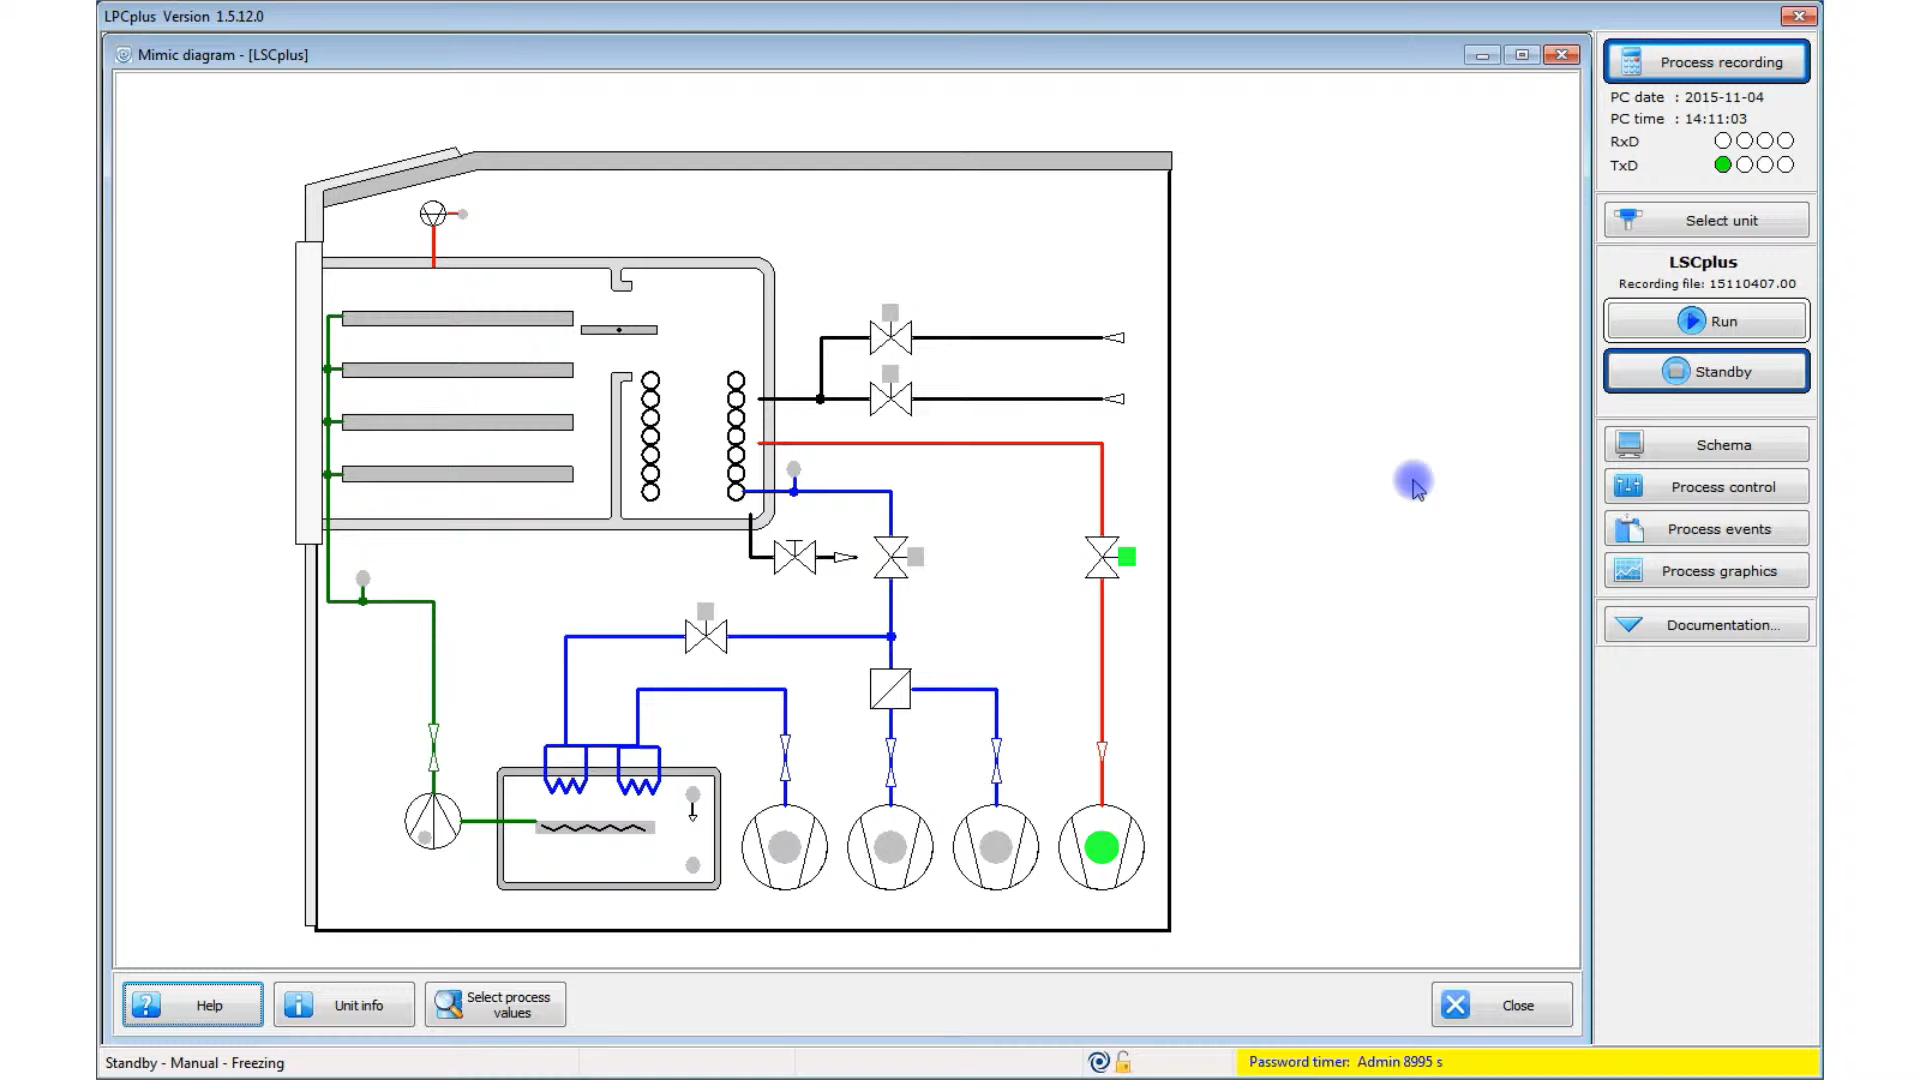 LPCplus Version 1.5.12.0
Mimic diagram - [LSCplus]
Process recording
PC date : 2015-11-04
PC time : 14:11:03
RxD
TxD
Select unit
LSCplus
Recording file: 15110407.00
Run
Standby
Schema
Process control
Process events
Process graphics
Documentation...
Help
Unit info
Select process
values
Close
Standby - Manual - Freezing
Password timer: Admin 8995 s